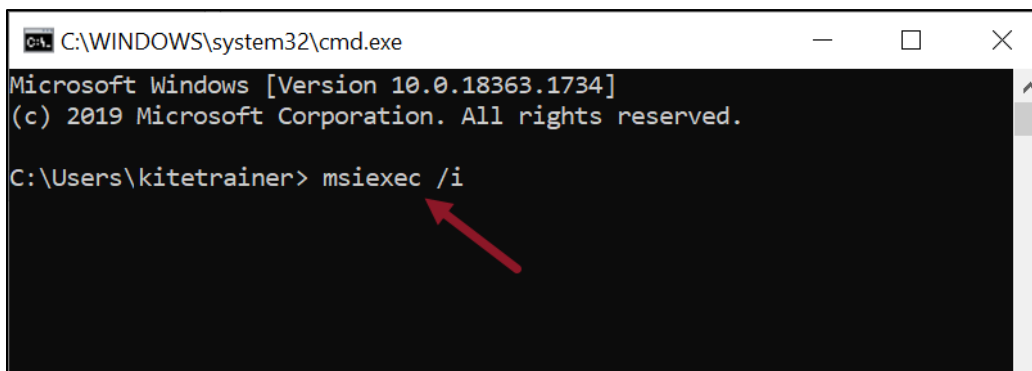 C:\WINDOWS\system32\cmd.exe
Microsoft Windows [Version 10.0.18363.1734]
(c) 2019 Microsoft Corporation. All rights reserved.
C:\Users\kitetrainer> msiexec /i